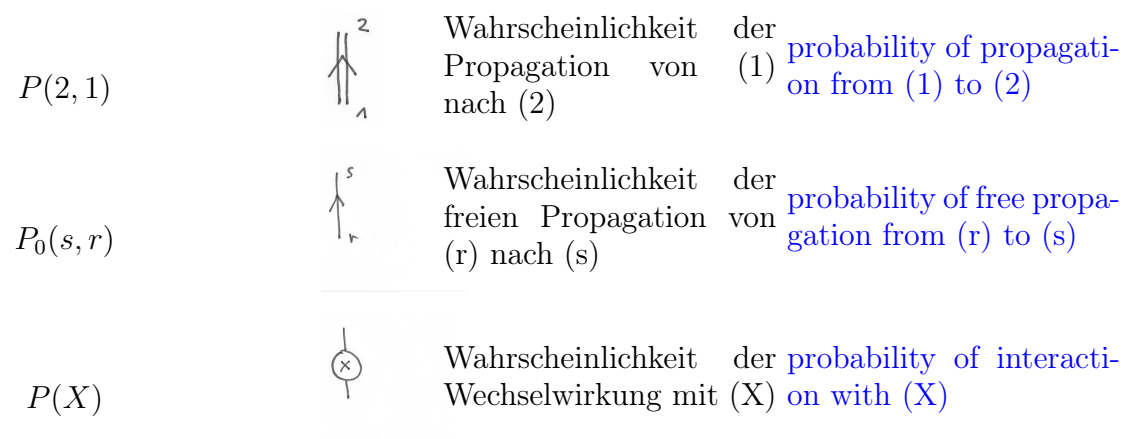 P(2, 1)
2
1
Wahrscheinlichkeit der
Propagation von (1)
nach (2)
probability of propagati-
on from (1) to (2)
P₀(s, r)
s
r
Wahrscheinlichkeit der
freien Propagation von
(r) nach (s)
probability of free propa-
gation from (r) to (s)
P(X)
x
Wahrscheinlichkeit der
Wechselwirkung mit (X)
probability of interacti-
on with (X)